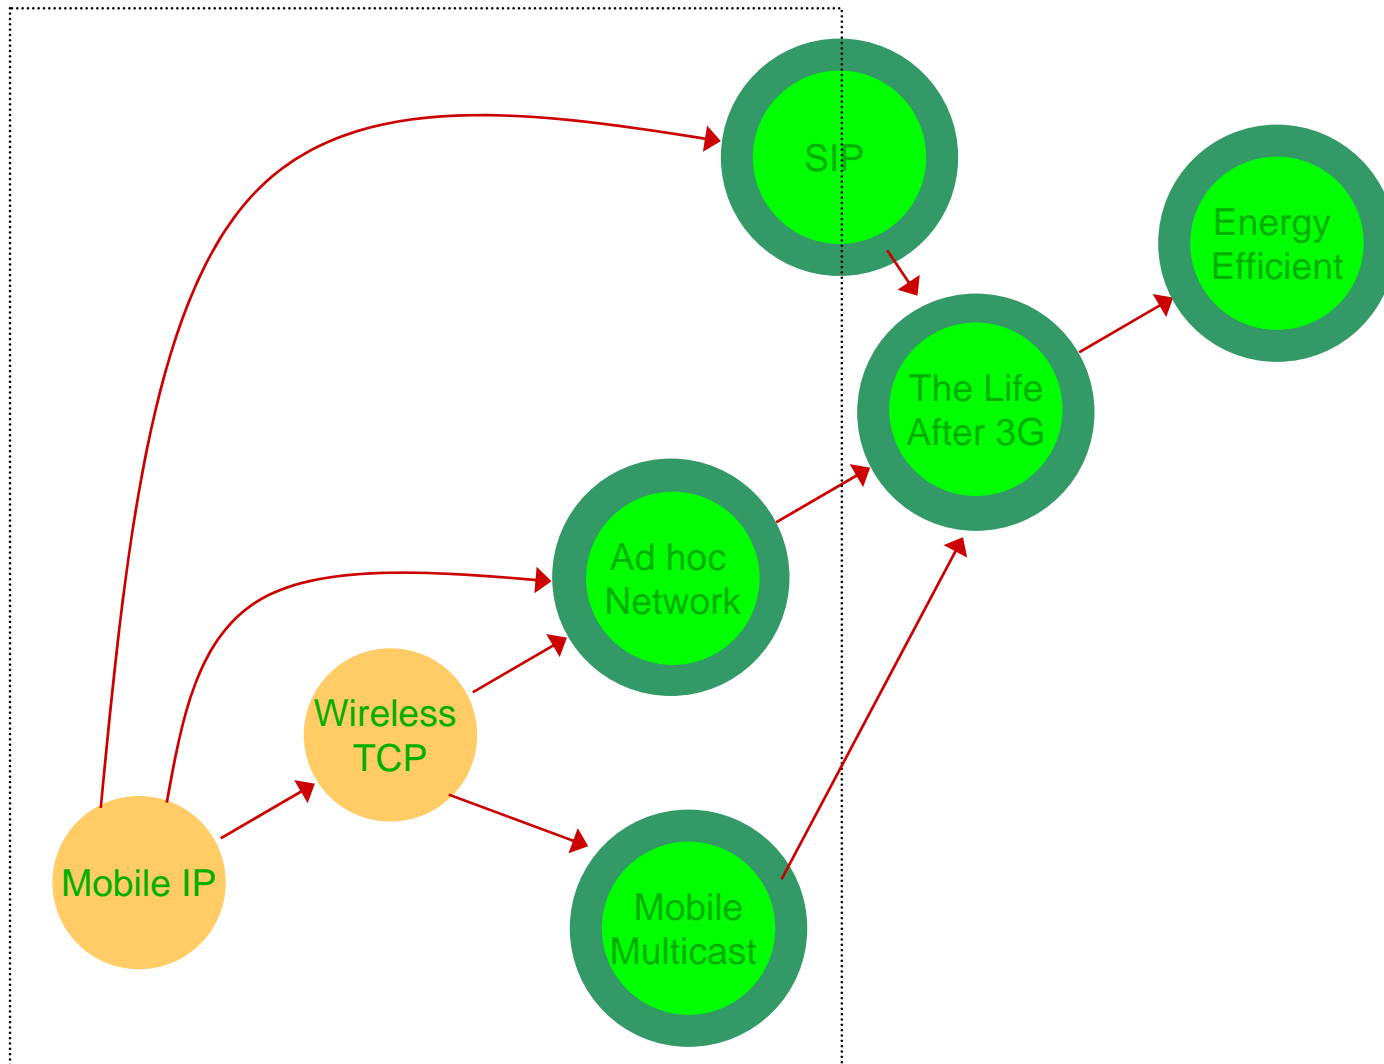 SIP
Energy
Efficient
The Life
After 3G
Ad hoc
Network
Wireless
TCP
Mobile IP
Mobile
Multicast